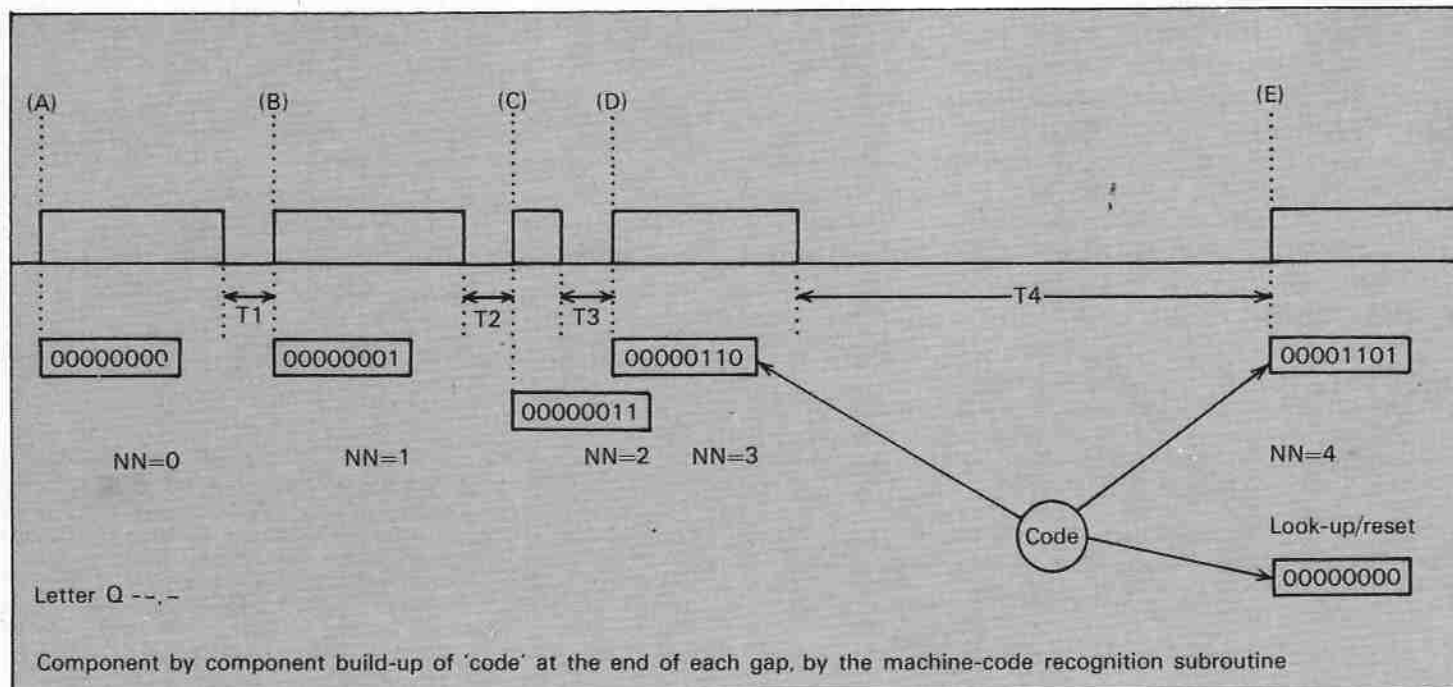 (A) (B) (C) (D) (E)
T1 T2 T3 T4
00000000 00000001 00000110 00001101
00000011
NN=0 NN=1 NN=2 NN=3 NN=4
Code
Look-up/reset
00000000
Letter Q --.-
Component by component build-up of 'code' at the end of each gap, by the machine-code recognition subroutine